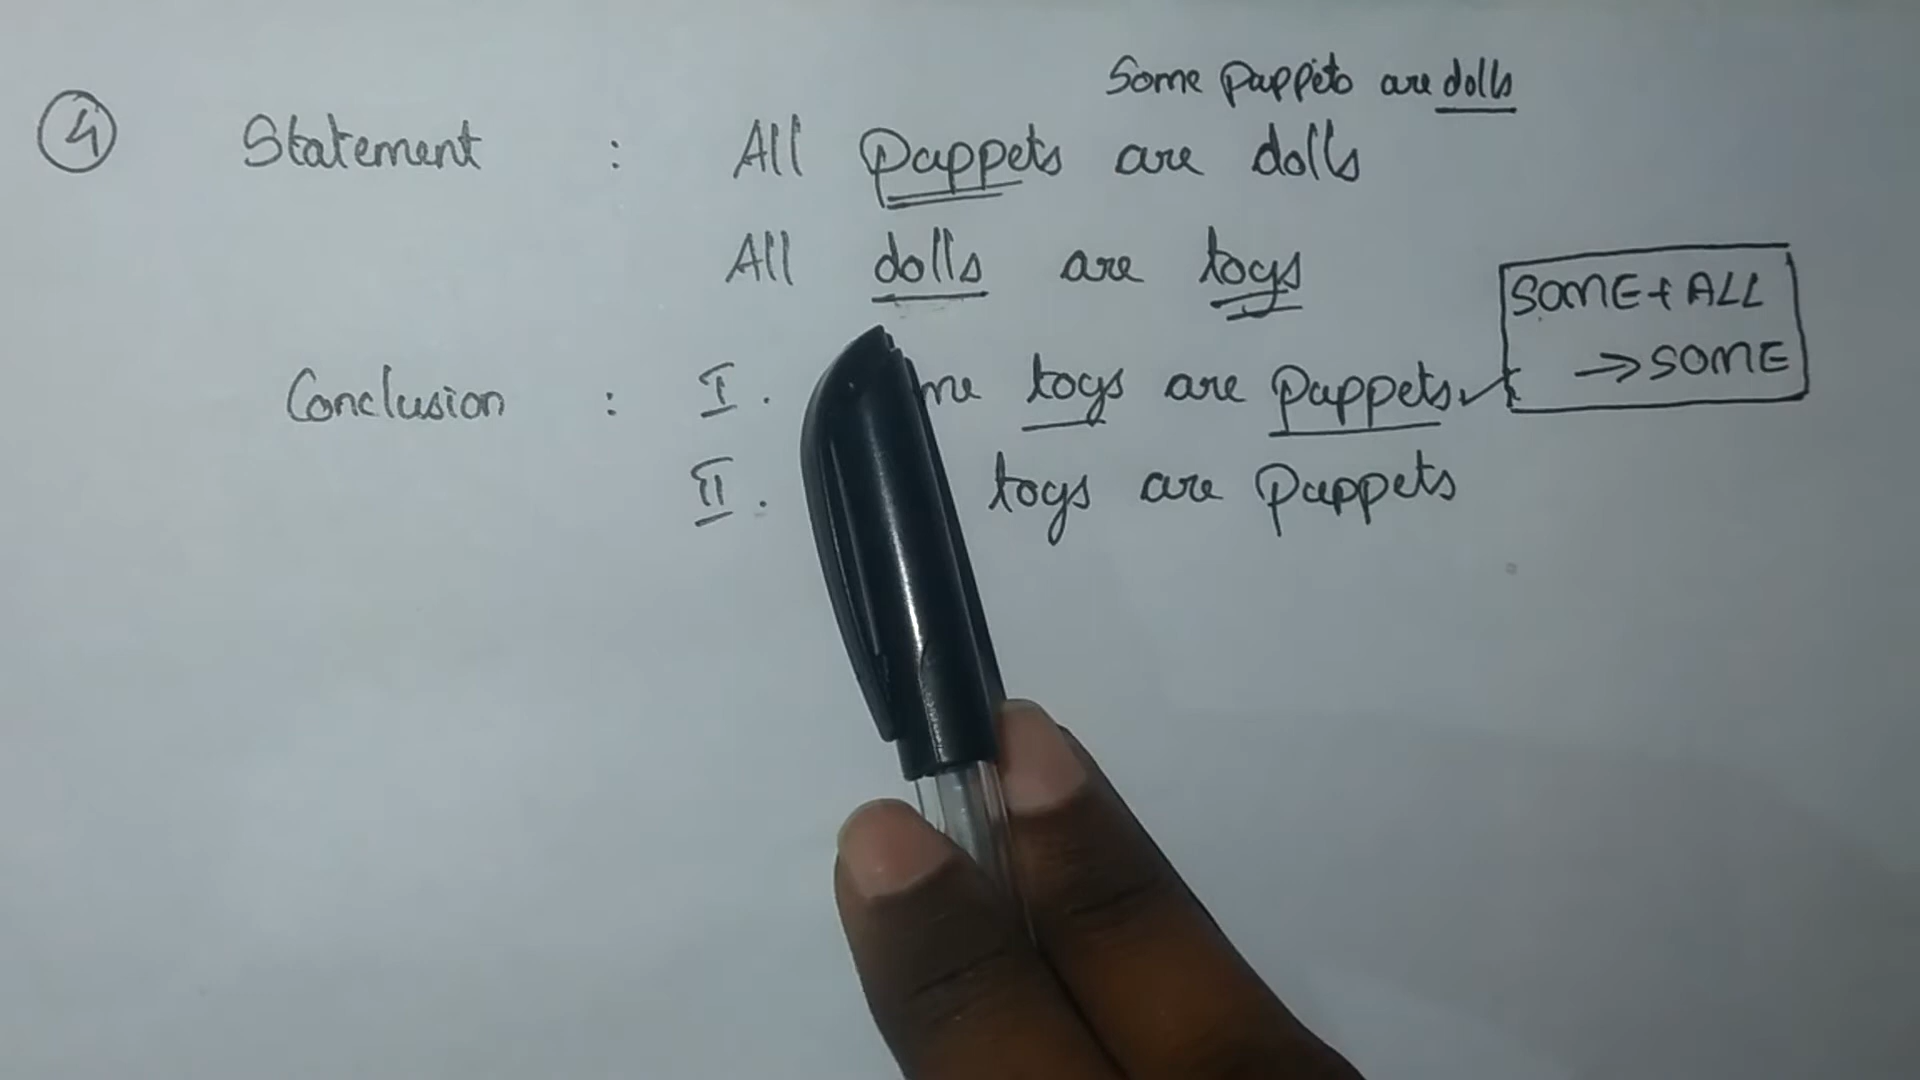 Some puppets are dolls
4 Statement : All puppets are dolls
All dolls are toys
SOME + ALL
→ SOME
Conclusion : I. me toys are puppets ✓
II. toys are puppets